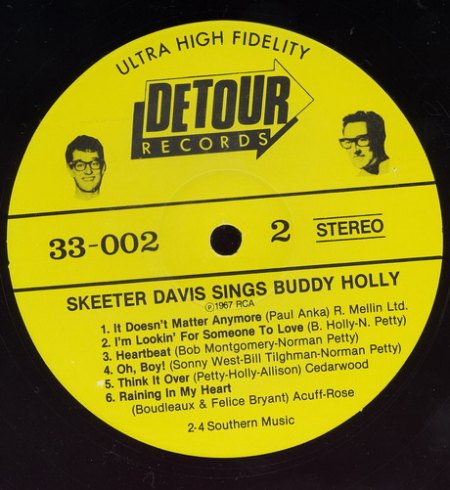 ULTRA HIGH FIDELITY
DETOUR
RECORDS
33-002
2
STEREO
SKEETER DAVIS SINGS BUDDY HOLLY
℗1967 RCA
1. It Doesn't Matter Anymore (Paul Anka) R. Mellin Ltd.
2. I'm Lookin' For Someone To Love (B. Holly-N. Petty)
3. Heartbeat (Bob Montgomery-Norman Petty)
4. Oh, Boy! (Sonny West-Bill Tilghman-Norman Petty)
5. Think It Over (Petty-Holly-Allison) Cedarwood
6. Raining In My Heart
(Boudleaux & Felice Bryant) Acuff-Rose
2-4 Southern Music